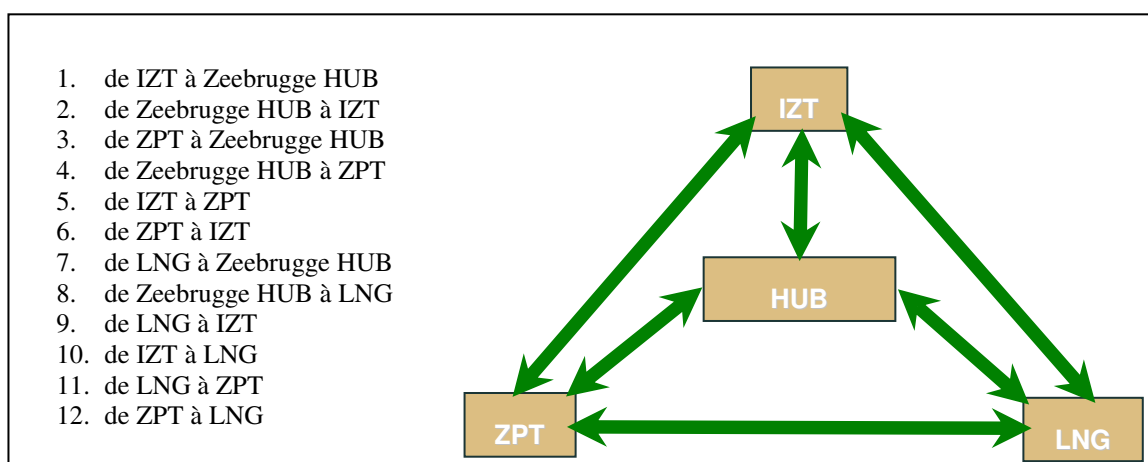 1. de IZT à Zeebrugge HUB
2. de Zeebrugge HUB à IZT
3. de ZPT à Zeebrugge HUB
4. de Zeebrugge HUB à ZPT
5. de IZT à ZPT
6. de ZPT à IZT
7. de LNG à Zeebrugge HUB
8. de Zeebrugge HUB à LNG
9. de LNG à IZT
10. de IZT à LNG
11. de LNG à ZPT
12. de ZPT à LNG
IZT
HUB
ZPT
LNG